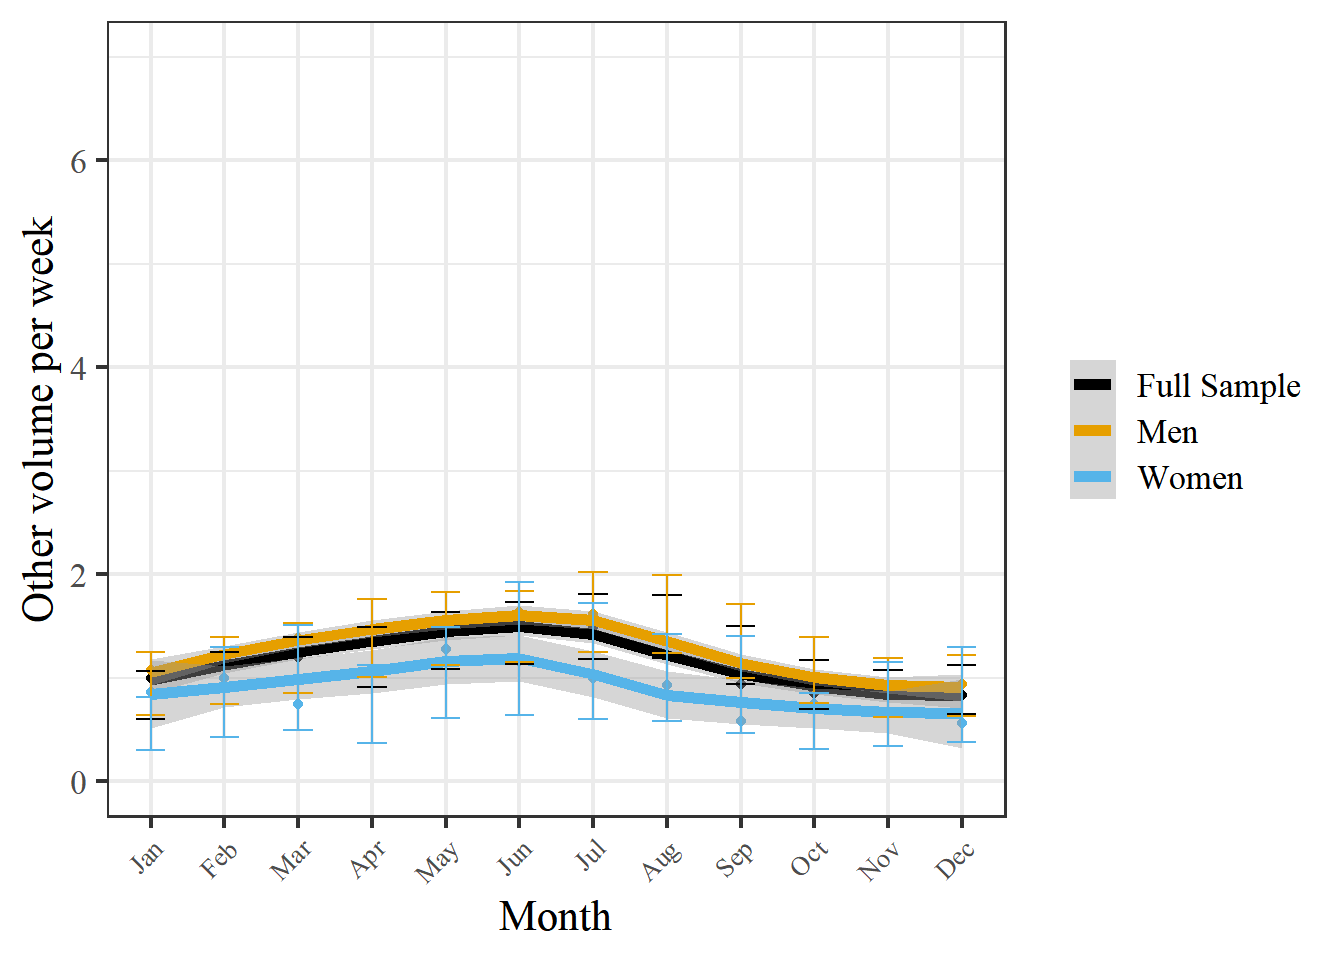 Other volume per week
6
4
2
0
Jan
Feb
Mar
Apr
May
Jun
Jul
Aug
Sep
Oct
Nov
Dec
Month
Full Sample
Men
Women